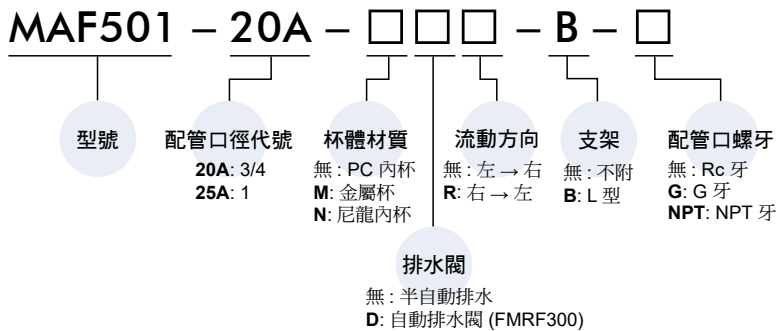 MAF501 – 20A – □□□ – B – □
型號
配管口徑代號
20A: 3/4
25A: 1
杯體材質
無 : PC 內杯
M: 金屬杯
N: 尼龍內杯
流動方向
無 : 左 → 右
R: 右 → 左
支架
無 : 不附
B: L 型
配管口螺牙
無 : Rc 牙
G: G 牙
NPT: NPT 牙
排水閥
無 : 半自動排水
D: 自動排水閥 (FMRF300)